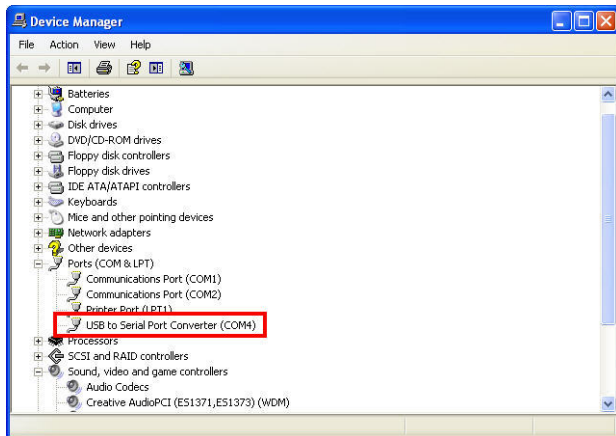 Device Manager
File Action View Help
Batteries
Computer
Disk drives
DVD/CD-ROM drives
Floppy disk controllers
Floppy disk drives
IDE ATA/ATAPI controllers
Keyboards
Mice and other pointing devices
Network adapters
Other devices
Ports (COM & LPT)
Communications Port (COM1)
Communications Port (COM2)
Printer Port (LPT1)
USB to Serial Port Converter (COM4)
Processors
SCSI and RAID controllers
Sound, video and game controllers
Audio Codecs
Creative AudioPCI (ES1371,ES1373) (WDM)